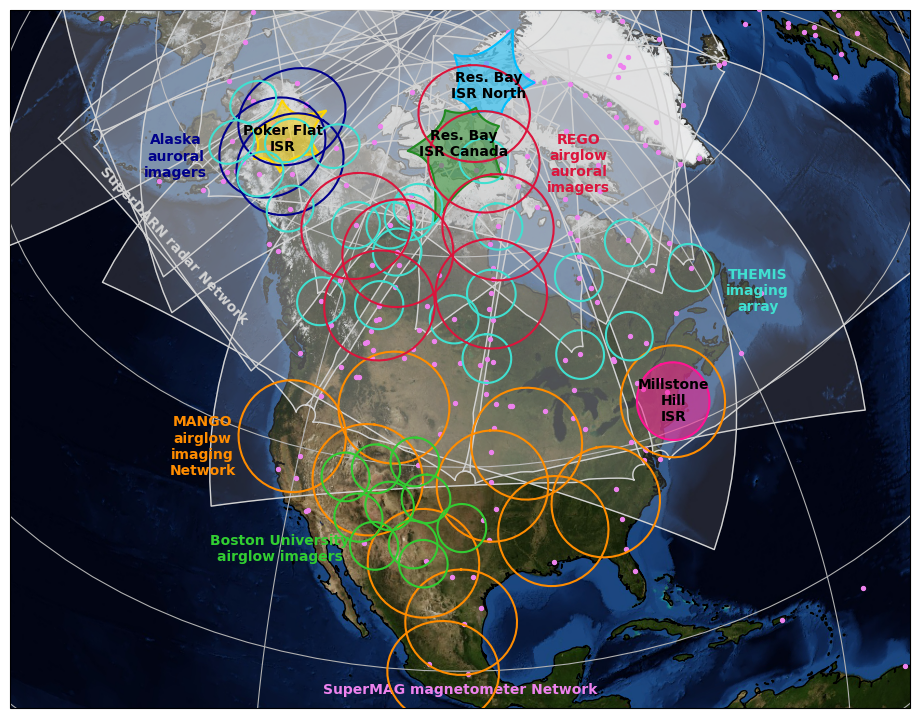 Res. Bay
ISR North
Poker Flat
ISR
Res. Bay
ISR Canada
Alaska
auroral
imagers
REGO
airglow
auroral
imagers
SuperDARN radar Network
THEMIS
imaging
array
Millstone
Hill
ISR
MANGO
airglow
imaging
Network
Boston University
airglow imagers
SuperMAG magnetometer Network